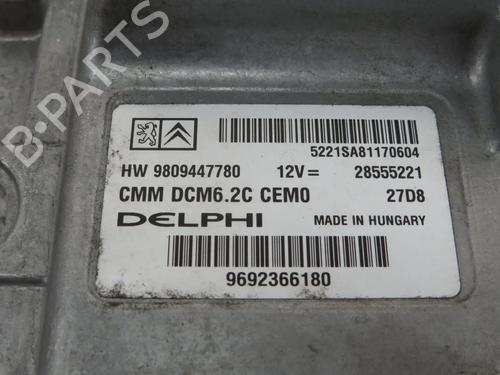 B-PARTS
5221SA81170604
HW 9809447780 12V= 28555221
CMM DCM6.2C CEM0 27D8
DELPHI MADE IN HUNGARY
9692366180